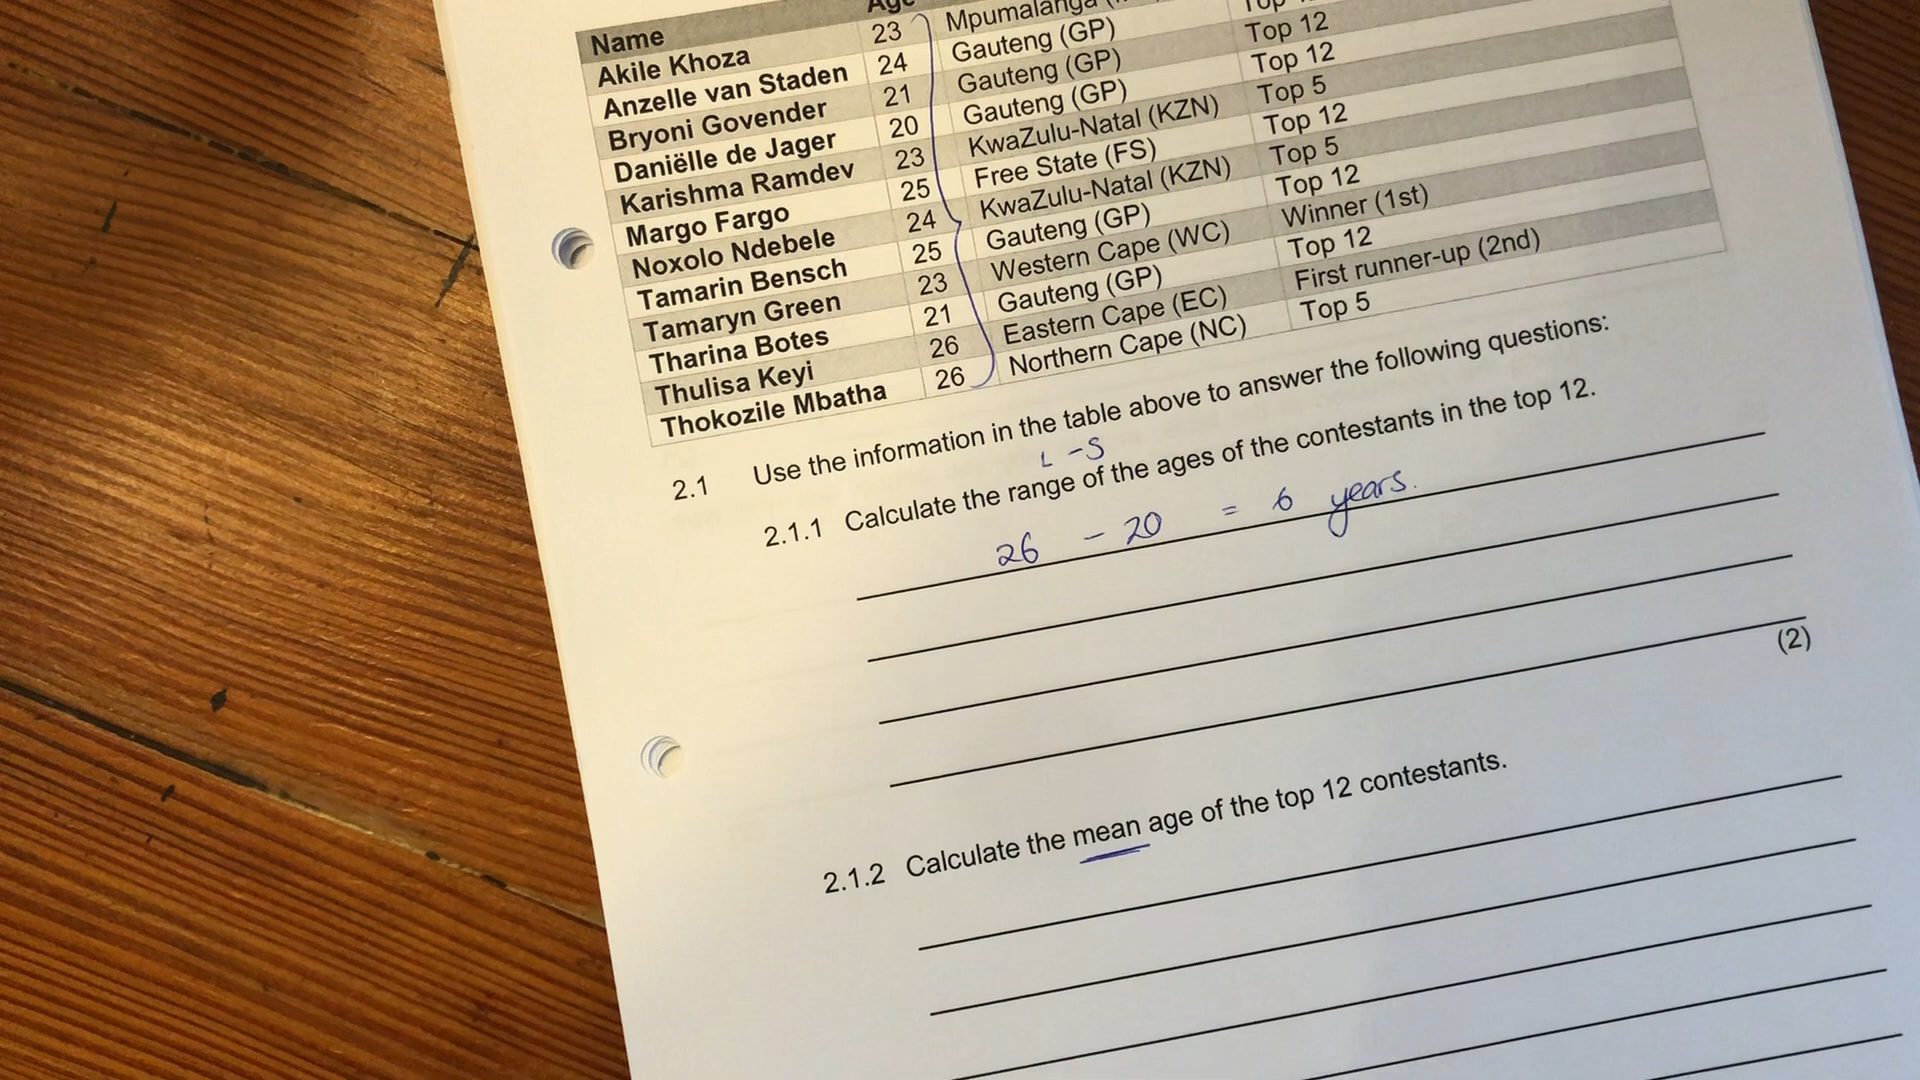 Name Age
Akile Khoza 23 Mpumalanga
Anzelle van Staden 24 Gauteng (GP) Top 12
Bryoni Govender 21 Gauteng (GP) Top 12
Daniëlle de Jager 20 Gauteng (GP) Top 5
Karishma Ramdev 23 KwaZulu-Natal (KZN) Top 12
Margo Fargo 25 Free State (FS) Top 5
Noxolo Ndebele 24 KwaZulu-Natal (KZN) Top 12
Tamarin Bensch 25 Gauteng (GP) Winner (1st)
Tamaryn Green 23 Western Cape (WC) Top 12
Tharina Botes 21 Gauteng (GP) First runner-up (2nd)
Thulisa Keyi 26 Eastern Cape (EC) Top 5
Thokozile Mbatha 26 Northern Cape (NC)
2.1 Use the information in the table above to answer the following questions:
L - S
2.1.1 Calculate the range of the ages of the contestants in the top 12.
26 - 20 = 6 years.
(2)
2.1.2 Calculate the mean age of the top 12 contestants.